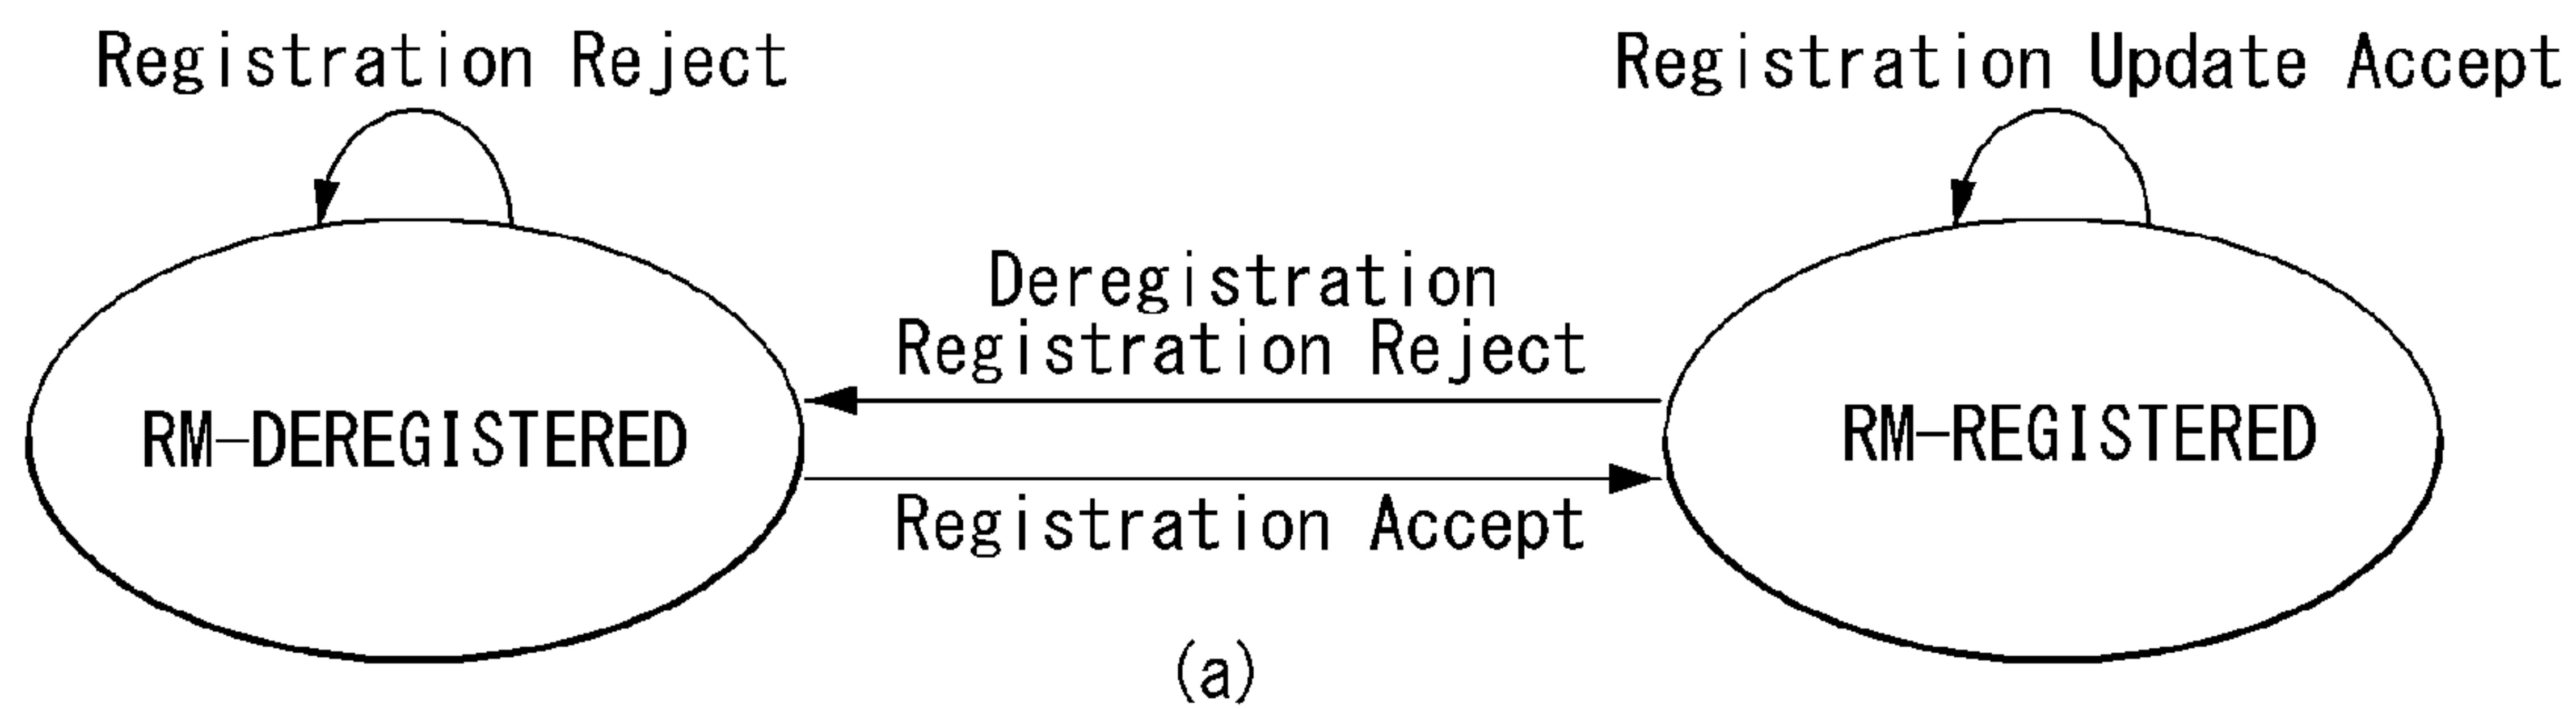 Registration Reject
Registration Update Accept
Deregistration
Registration Reject
RM-DEREGISTERED
RM-REGISTERED
Registration Accept
(a)